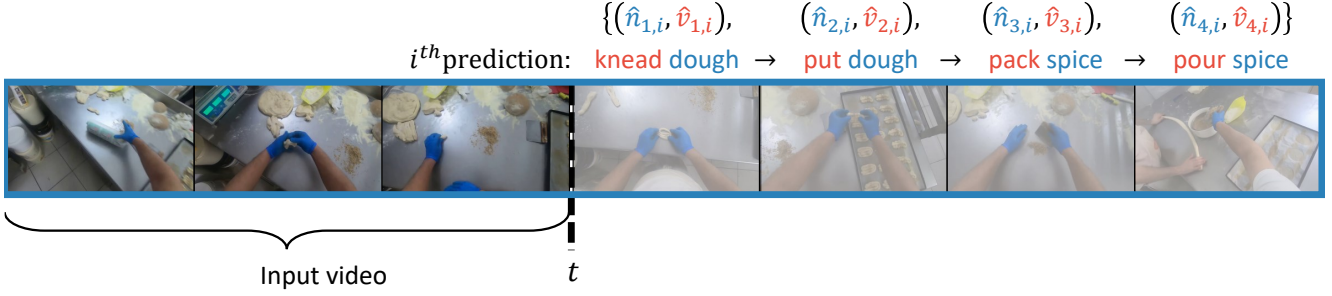 {(n̂1,i, v̂1,i), (n̂2,i, v̂2,i), (n̂3,i, v̂3,i), (n̂4,i, v̂4,i)}
i^th prediction: knead dough → put dough → pack spice → pour spice
Input video
t